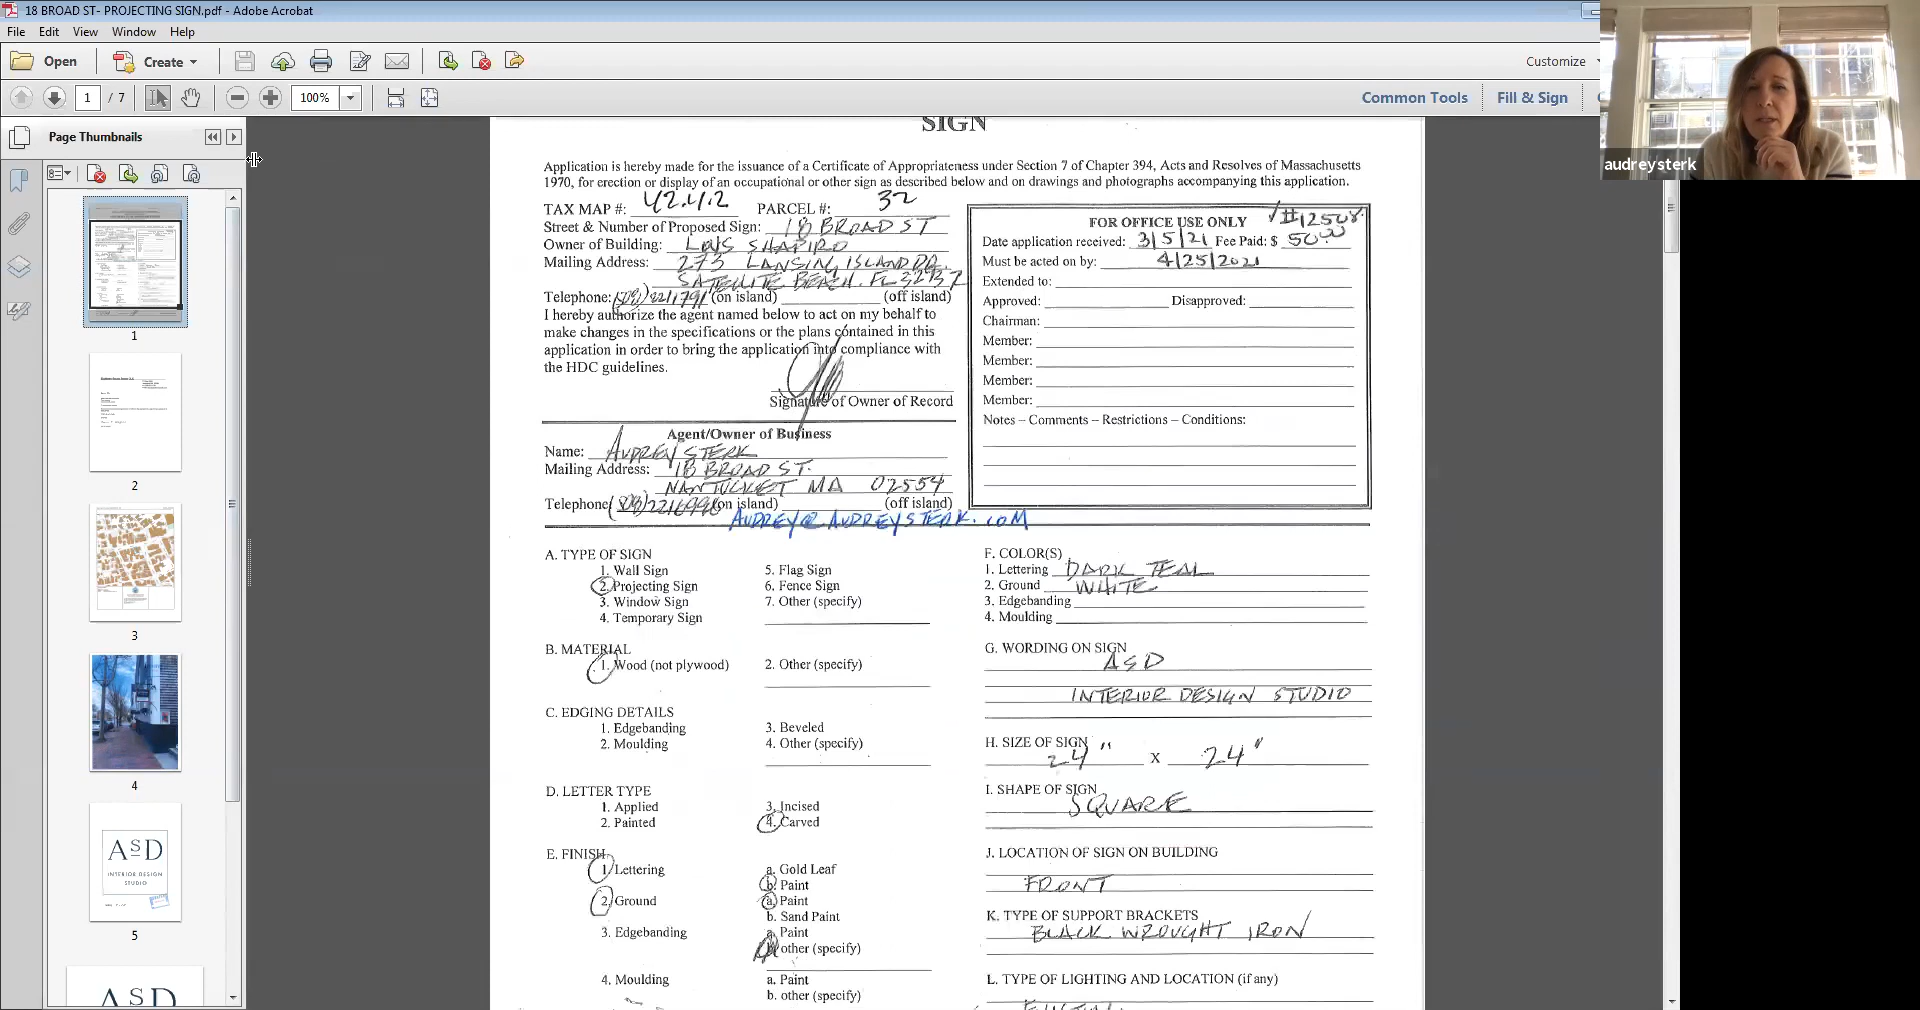 18 BROAD ST- PROJECTING SIGN.pdf - Adobe Acrobat
File Edit View Window Help
Open Create Customize
1 / 7 100% Common Tools Fill & Sign
Page Thumbnails
1
2
3
4
ASD
INTERIOR DESIGN
STUDIO
5
ASD
audreysterk
SIGN
Application is hereby made for the issuance of a Certificate of Appropriateness under Section 7 of Chapter 394, Acts and Resolves of Massachusetts
1970, for erection or display of an occupational or other sign as described below and on drawings and photographs accompanying this application.
TAX MAP #: 42.4.2 PARCEL #: 32
Street & Number of Proposed Sign: 18 BROAD ST
Owner of Building: LOIS SHAPIRO
Mailing Address: 273 LANSING ISLAND DR.
SATELLITE BEACH. FL 32937
Telephone: (on island) (off island)
I hereby authorize the agent named below to act on my behalf to
make changes in the specifications or the plans contained in this
application in order to bring the application into compliance with
the HDC guidelines.
Signature of Owner of Record
Agent/Owner of Business
Name: AUDREY STERK
Mailing Address: 18 BROAD ST.
NANTUCKET MA 02554
Telephone (on island) (off island)
AUDREY@AUDREYSTERK.COM
FOR OFFICE USE ONLY
Date application received: 3/5/21 Fee Paid: $ 50.00
Must be acted on by: 4/25/2021
Extended to:
Approved: Disapproved:
Chairman:
Member:
Member:
Member:
Member:
Notes – Comments – Restrictions – Conditions:
A. TYPE OF SIGN
1. Wall Sign 5. Flag Sign
2. Projecting Sign 6. Fence Sign
3. Window Sign 7. Other (specify)
4. Temporary Sign
B. MATERIAL
1. Wood (not plywood) 2. Other (specify)
C. EDGING DETAILS
1. Edgebanding 3. Beveled
2. Moulding 4. Other (specify)
D. LETTER TYPE
1. Applied 3. Incised
2. Painted 4. Carved
E. FINISH
1. Lettering a. Gold Leaf
b. Paint
2. Ground a. Paint
b. Sand Paint
3. Edgebanding a. Paint
other (specify)
4. Moulding a. Paint
b. other (specify)
F. COLOR(S)
1. Lettering DARK TEAL
2. Ground WHITE
3. Edgebanding
4. Moulding
G. WORDING ON SIGN
ASD
INTERIOR DESIGN STUDIO
H. SIZE OF SIGN
24" x 24"
I. SHAPE OF SIGN
SQUARE
J. LOCATION OF SIGN ON BUILDING
FRONT
K. TYPE OF SUPPORT BRACKETS
BLACK WROUGHT IRON
L. TYPE OF LIGHTING AND LOCATION (if any)